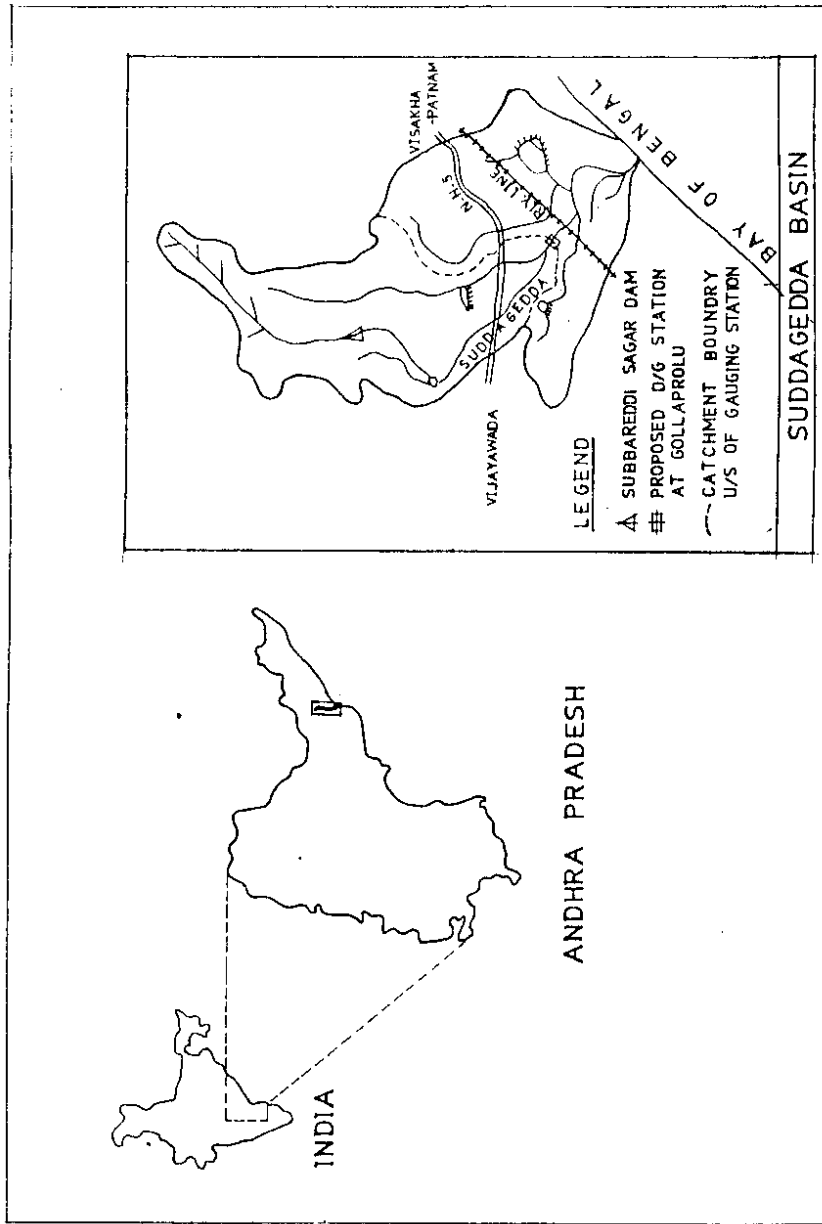 INDIA
ANDHRA PRADESH
VISAKHA
-PATNAM
N.H.5
RLY. LINE
SUDDAGEDDA
VIJAYAWADA
BAY OF BENGAL
LEGEND
SUBBAREDDI SAGAR DAM
PROPOSED D/G STATION
AT GOLLAPROLU
CATCHMENT BOUNDRY
U/S OF GAUGING STATION
SUDDAGEDDA BASIN